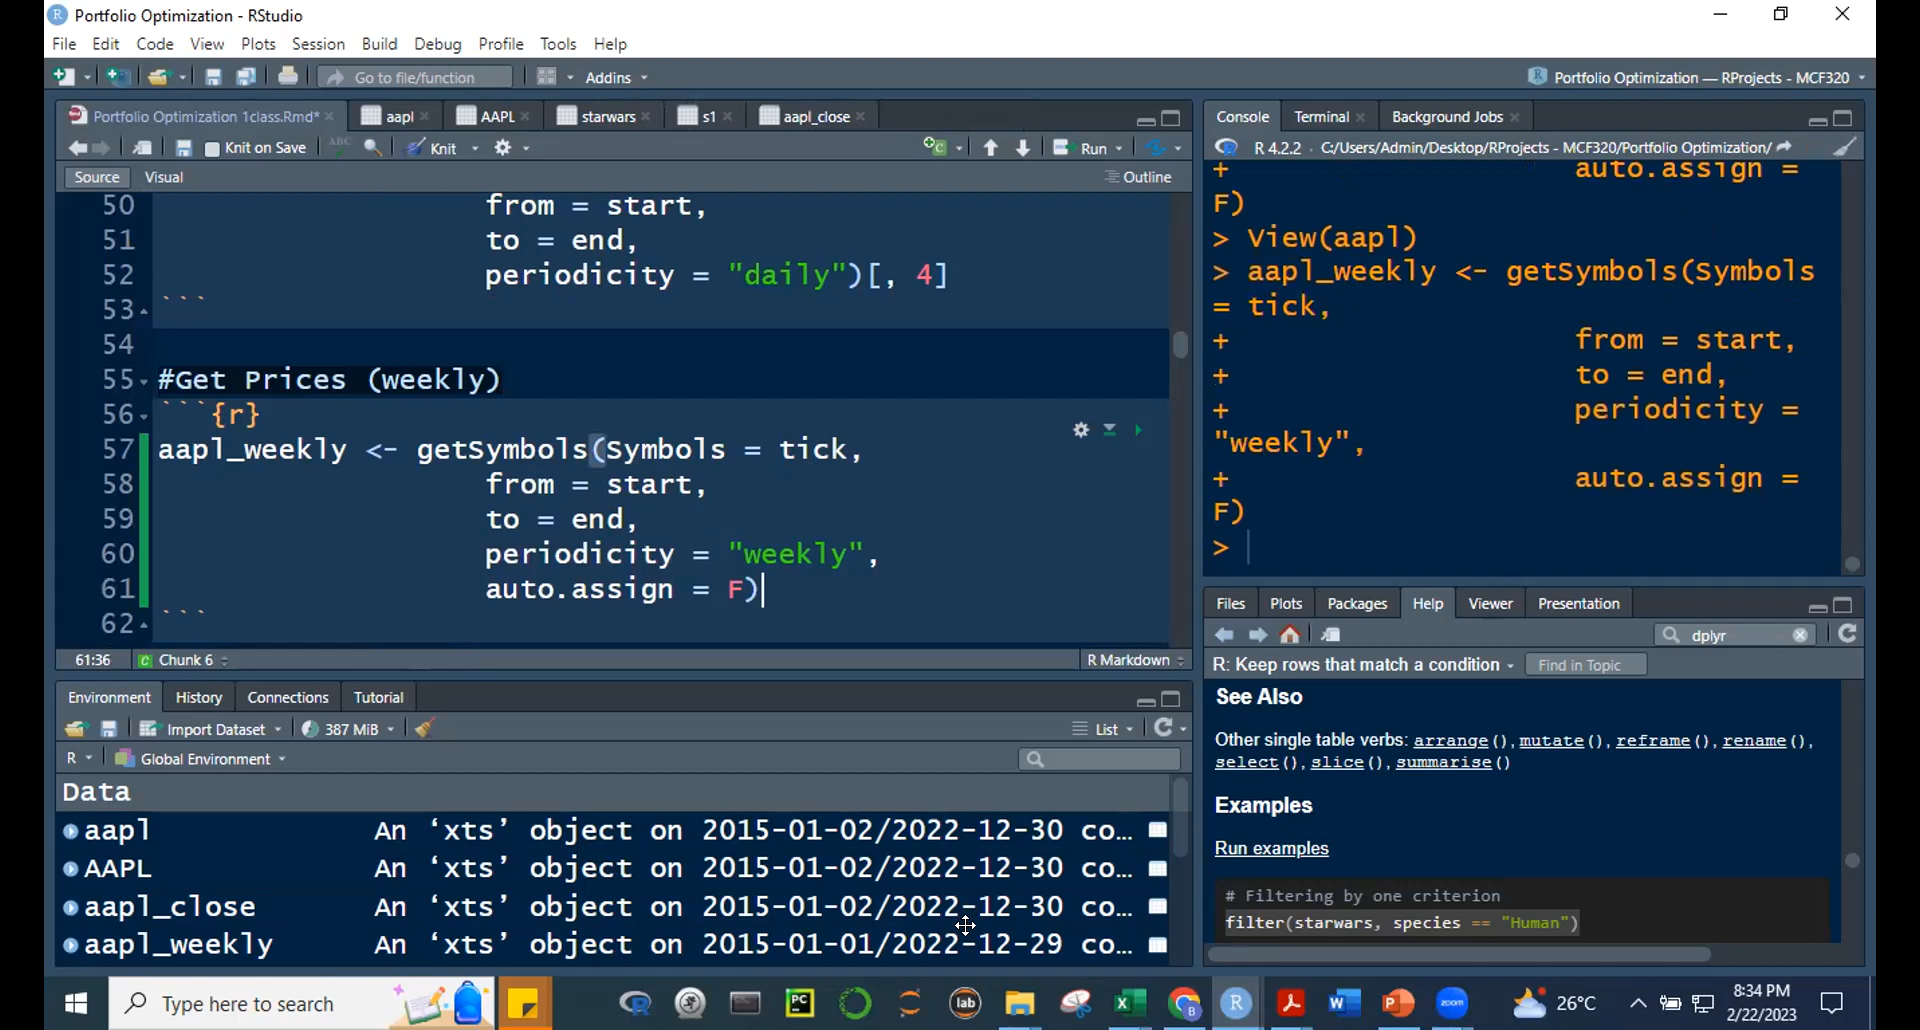 Portfolio Optimization - RStudio
File Edit Code View Plots Session Build Debug Profile Tools Help
Go to file/function Addins Portfolio Optimization — RProjects - MCF320
Portfolio Optimization 1class.Rmd* aapl AAPL starwars s1 aapl_close
ABC Knit on Save Knit Run
Source Visual Outline
50 from = start,
51 to = end,
52 periodicity = "daily")[, 4]
53 ```
54
55 #Get Prices (weekly)
56 ```{r}
57 aapl_weekly <- getSymbols(Symbols = tick,
58 from = start,
59 to = end,
60 periodicity = "weekly",
61 auto.assign = F)
62 ```
61:36 Chunk 6 R Markdown
Environment History Connections Tutorial
Import Dataset 387 MiB List
R Global Environment
Data
aapl An ‘xts’ object on 2015-01-02/2022-12-30 co…
AAPL An ‘xts’ object on 2015-01-02/2022-12-30 co…
aapl_close An ‘xts’ object on 2015-01-02/2022-12-30 co…
aapl_weekly An ‘xts’ object on 2015-01-01/2022-12-29 co…
Console Terminal Background Jobs
R 4.2.2 · C:/Users/Admin/Desktop/RProjects - MCF320/Portfolio Optimization/
+ auto.assign =
F)
> View(aapl)
> aapl_weekly <- getSymbols(Symbols
= tick,
+ from = start,
+ to = end,
+ periodicity =
"weekly",
+ auto.assign =
F)
>
Files Plots Packages Help Viewer Presentation
dplyr
R: Keep rows that match a condition Find in Topic
See Also
Other single table verbs: arrange(), mutate(), reframe(), rename(),
select(), slice(), summarise()
Examples
Run examples
# Filtering by one criterion
filter(starwars, species == "Human")
Type here to search PC lab R W zoom 26°C 8:34 PM
2/22/2023